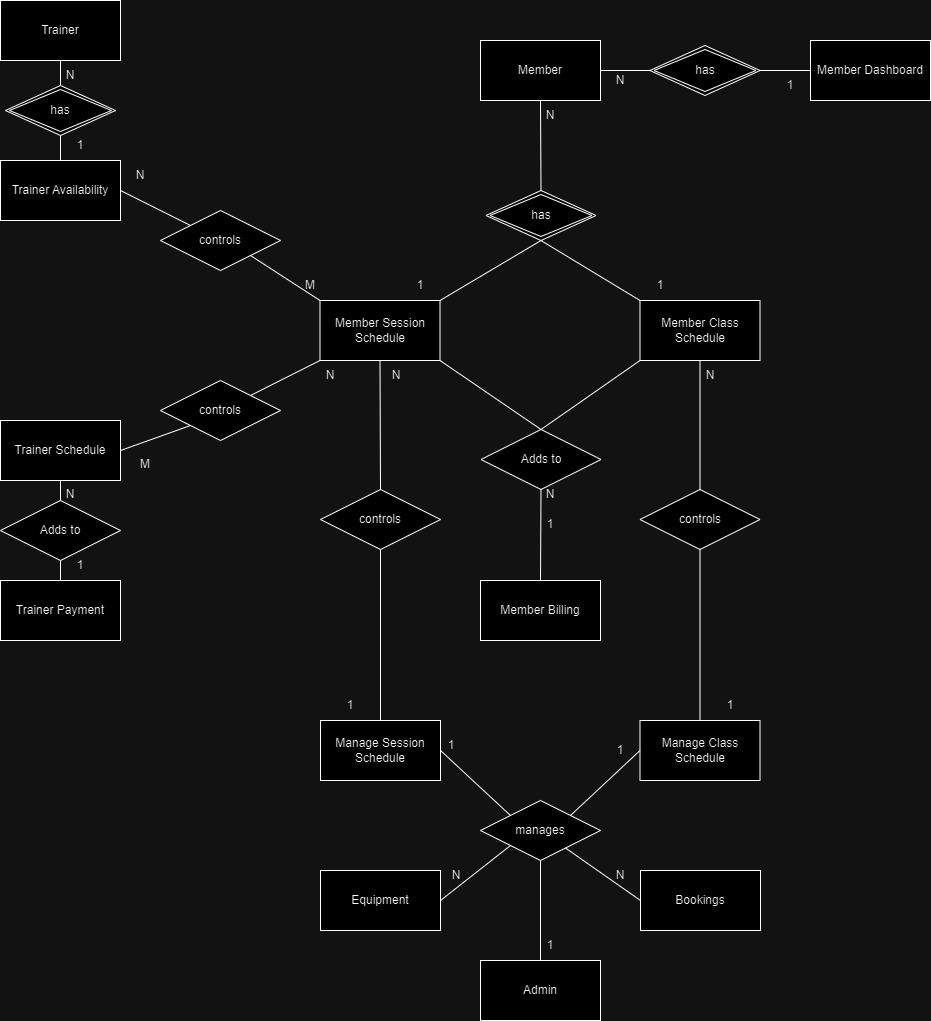 Trainer
N
has
1
Trainer Availability
N
controls
M
Member
N
has
1
Member Dashboard
N
has
1
1
Member Session
Schedule
Member Class
Schedule
N
N
N
controls
M
Trainer Schedule
N
Adds to
1
Trainer Payment
controls
Adds to
N
1
Member Billing
controls
1
1
Manage Session
Schedule
Manage Class
Schedule
1
1
manages
N
N
Equipment
Bookings
1
Admin